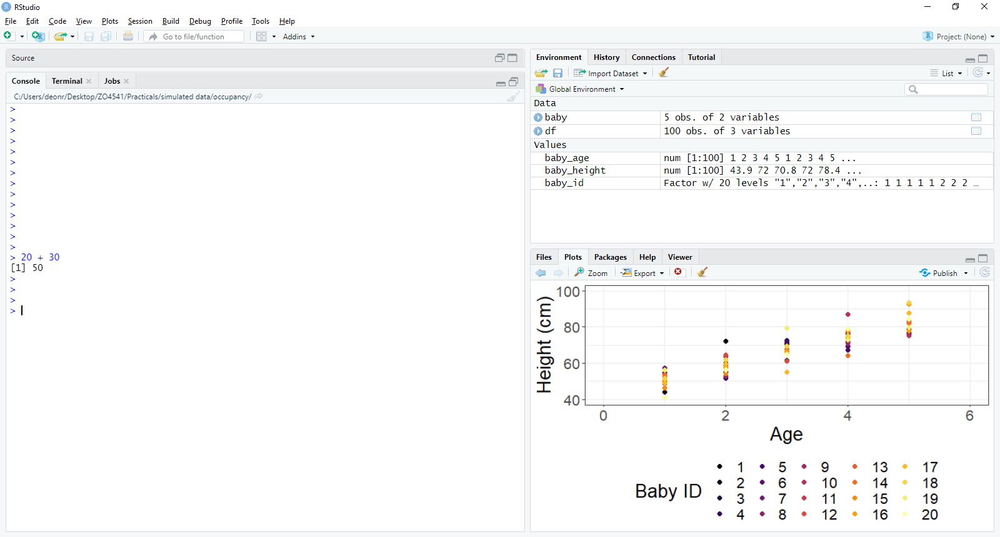 RStudio
File Edit Code View Plots Session Build Debug Profile Tools Help
Go to file/function Addins Project: (None)
Source
Console Terminal Jobs
C:/Users/deonr/Desktop/ZO4541/Practicals/simulated data/occupancy/
>
>
>
>
>
>
>
>
>
>
>
>
>
>
> 20 + 30
[1] 50
>
>
>
>
Environment History Connections Tutorial
Import Dataset List
Global Environment
Data
baby 5 obs. of 2 variables
df 100 obs. of 3 variables
Values
baby_age num [1:100] 1 2 3 4 5 1 2 3 4 5 ...
baby_height num [1:100] 43.9 72 70.8 72 78.4 ...
baby_id Factor w/ 20 levels "1","2","3","4",..: 1 1 1 1 1 2 2 2 …
Files Plots Packages Help Viewer
Zoom Export Publish
100
80
60
40
Height (cm)
0 2 4 6
Age
Baby ID
1 5 9 13 17
2 6 10 14 18
3 7 11 15 19
4 8 12 16 20